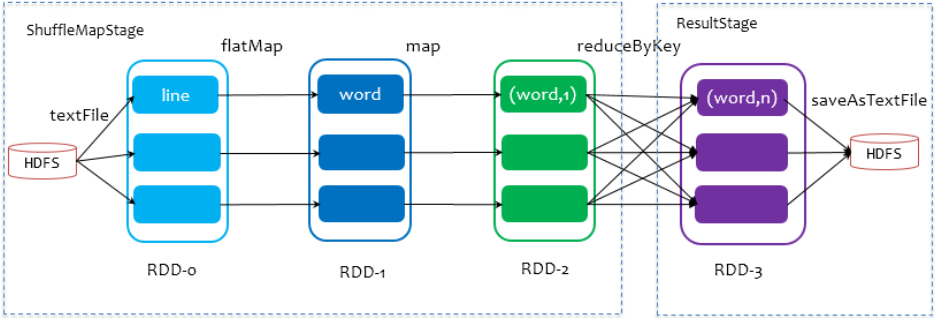 ShuffleMapStage
ResultStage
flatMap
map
reduceByKey
textFile
line
word
(word,1)
(word,n)
saveAsTextFile
HDFS
HDFS
RDD-0
RDD-1
RDD-2
RDD-3